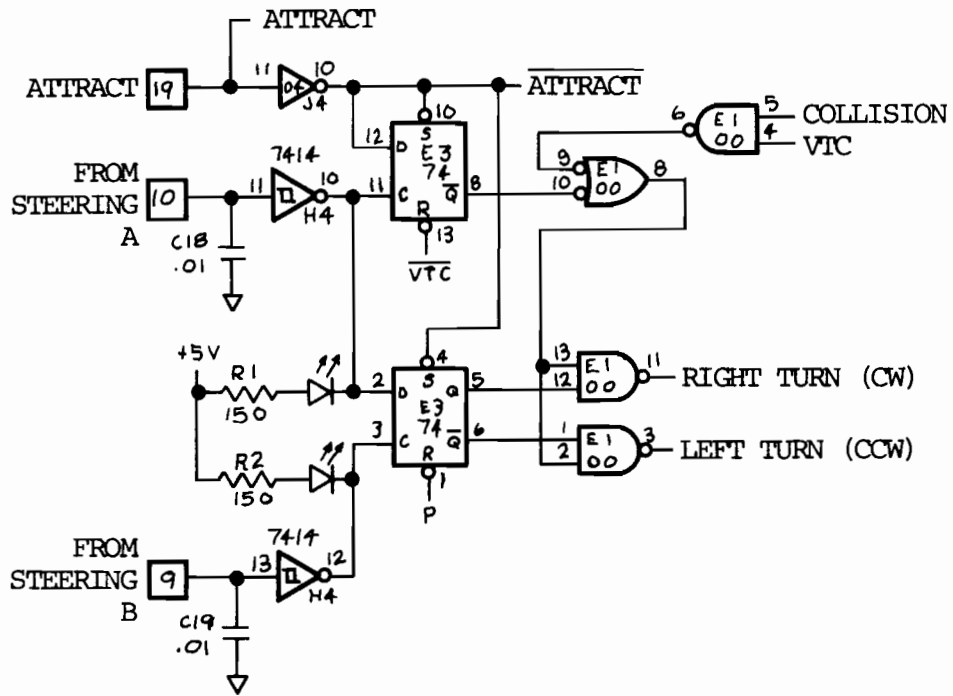 ATTRACT
ATTRACT 19
11 04 10
J4
ATTRACT
FROM
STEERING
A
10
11 7414 10
H4
C18
.01
12 D S 10
E3
74
11 C Q 8
R 13
VTC
6 E1 5 COLLISION
00 4 VTC
9 E1 8
10 00
+5V
R1
150
R2
150
4
2 D S Q 5
E3
3 C 74 Q 6
R 1
P
13 E1 11 RIGHT TURN (CW)
12 00
1 E1 3 LEFT TURN (CCW)
2 00
FROM
STEERING
B
9
7414
13 12
H4
C19
.01